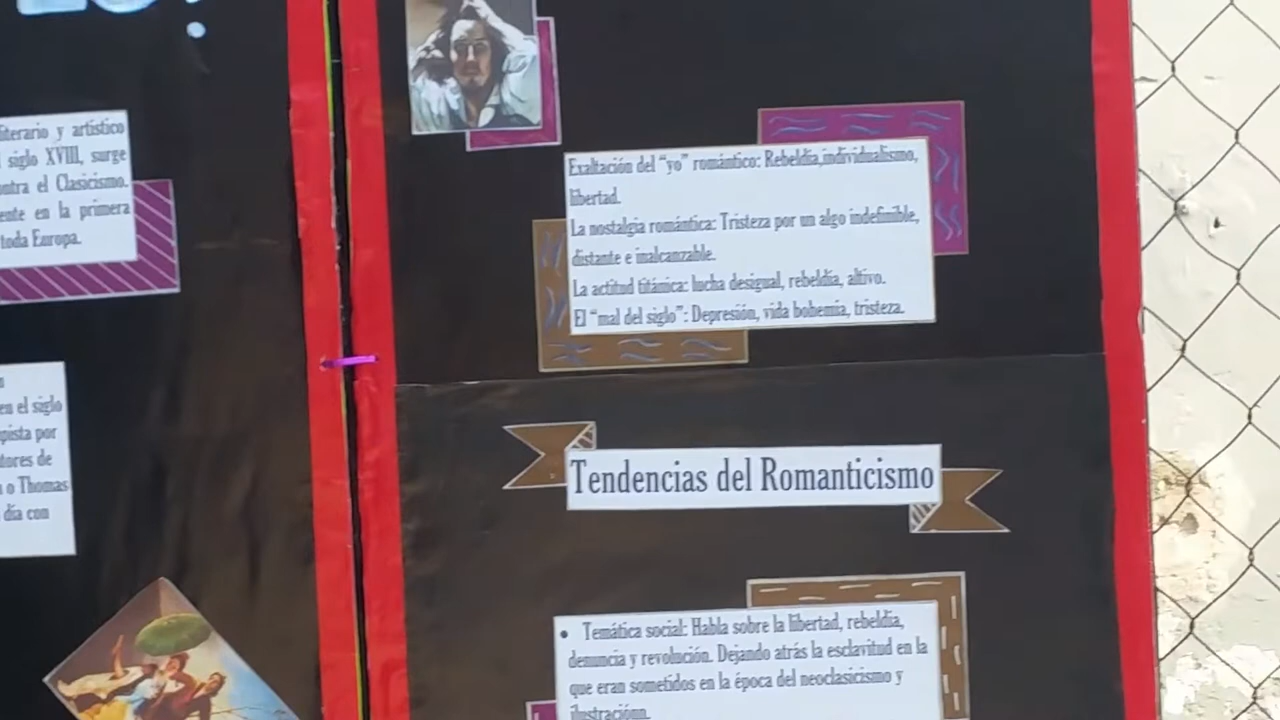 literario y artístico
siglo XVIII, surge
contra el Clasicismo.
ente en la primera
toda Europa.
en el siglo
pista por
tores de
o Thomas
día con
Exaltación del “yo” romántico: Rebeldía,individualismo,
libertad.
La nostalgia romántica: Tristeza por un algo indefinible,
distante e inalcanzable.
La actitud titánica: lucha desigual, rebeldía, altivo.
El “mal del siglo”: Depresión, vida bohemia, tristeza.
Tendencias del Romanticismo
• Temática social: Habla sobre la libertad, rebeldía,
denuncia y revolución. Dejando atrás la esclavitud en la
que eran sometidos en la época del neoclasicismo y
ilustración.